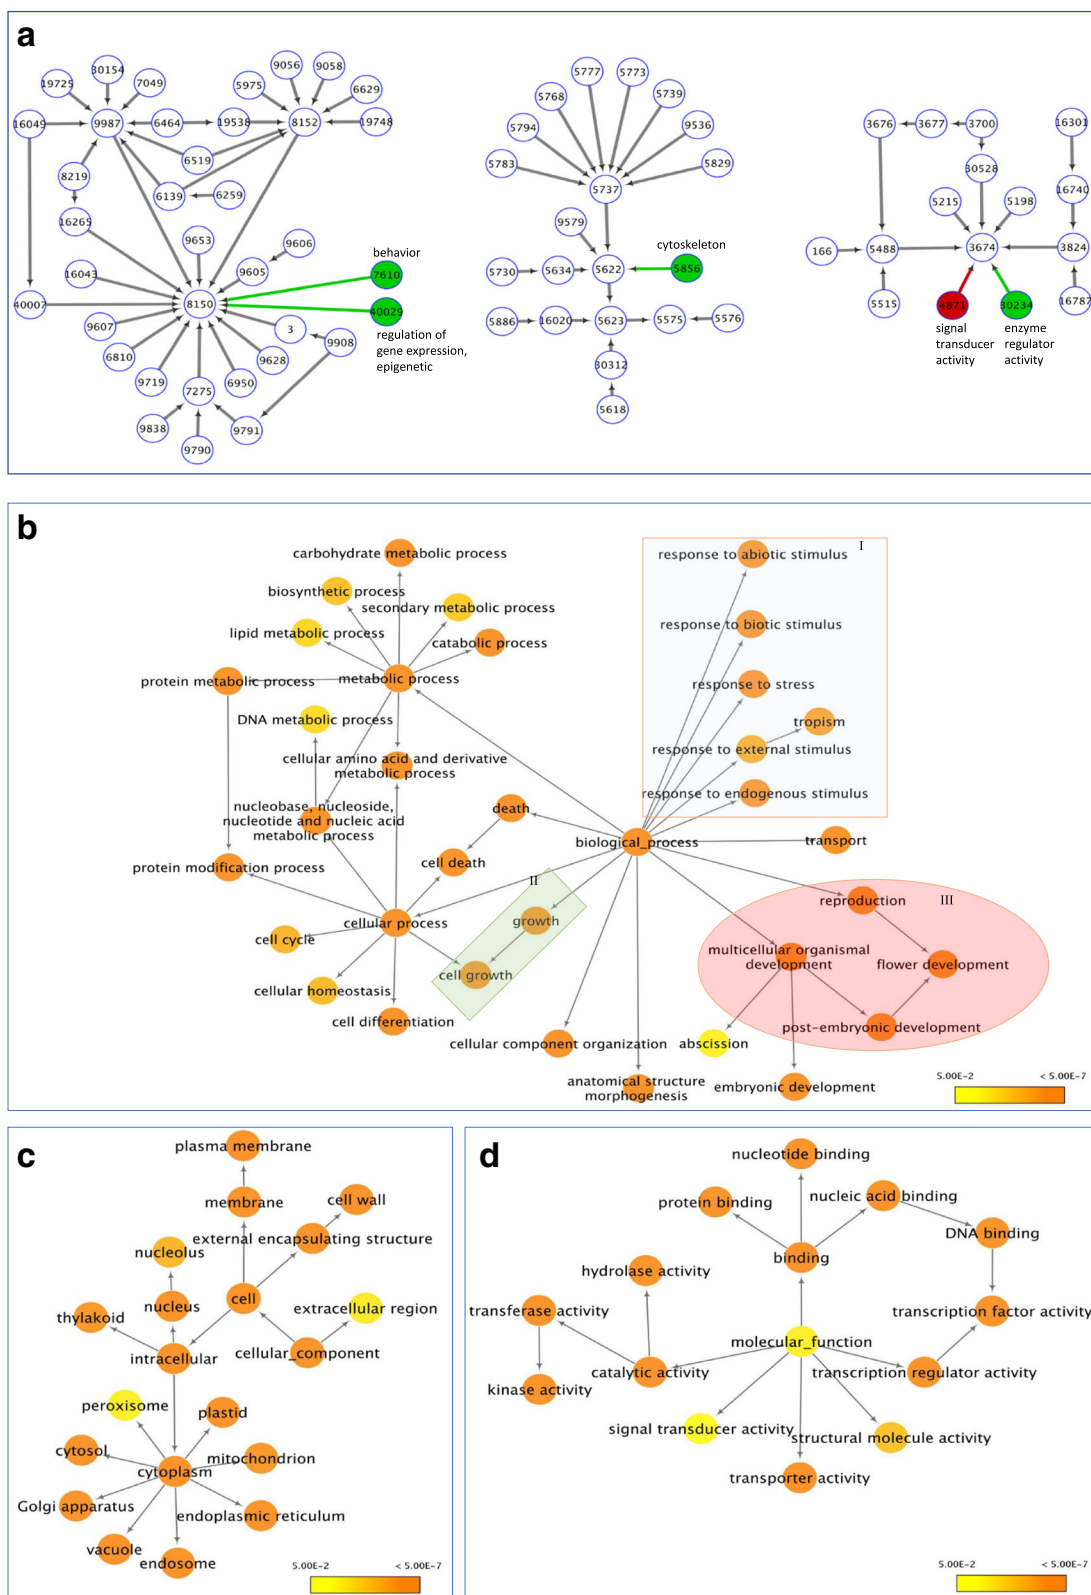 a
30154
19725
7049
16049
9987
6464
19538
8152
9056
9058
5975
6629
19748
6519
8219
6139
6259
16265
9653
9606
16043
9605
behavior
7610
40007
8150
40029
9607
3
9908
regulation of
gene expression,
epigenetic
6810
9628
9719
6950
7275
9838
9791
9790
5777
5773
5768
5739
5794
9536
5783
5829
5737
9579
cytoskeleton
5730
5634
5622
5856
5886
16020
5623
5575
5576
30312
5618
3676
3677
3700
16301
30528
16740
5215
5198
166
5488
3674
3824
5515
4871
30234
16787
signal
transducer
activity
enzyme
regulator
activity
b
carbohydrate metabolic process
biosynthetic process
secondary metabolic process
lipid metabolic process
catabolic process
protein metabolic process
metabolic process
DNA metabolic process
cellular amino acid and derivative
metabolic process
nucleobase, nucleoside,
nucleotide and nucleic acid
metabolic process
death
protein modification process
cell death
biological_process
transport
I
response to abiotic stimulus
response to biotic stimulus
response to stress
tropism
response to external stimulus
response to endogenous stimulus
II
growth
cellular process
cell cycle
cell growth
cellular homeostasis
cell differentiation
III
reproduction
multicellular organismal
development
flower development
post-embryonic development
cellular component organization
abscission
anatomical structure
morphogenesis
embryonic development
5.00E-2
< 5.00E-7
c
plasma membrane
membrane
cell wall
external encapsulating structure
nucleolus
cell
nucleus
extracellular region
thylakoid
intracellular
cellular_component
peroxisome
plastid
cytosol
mitochondrion
cytoplasm
Golgi apparatus
endoplasmic reticulum
vacuole
endosome
5.00E-2
< 5.00E-7
d
nucleotide binding
protein binding
nucleic acid binding
DNA binding
binding
hydrolase activity
transferase activity
transcription factor activity
molecular_function
catalytic activity
transcription regulator activity
kinase activity
signal transducer activity
structural molecule activity
transporter activity
5.00E-2
< 5.00E-7